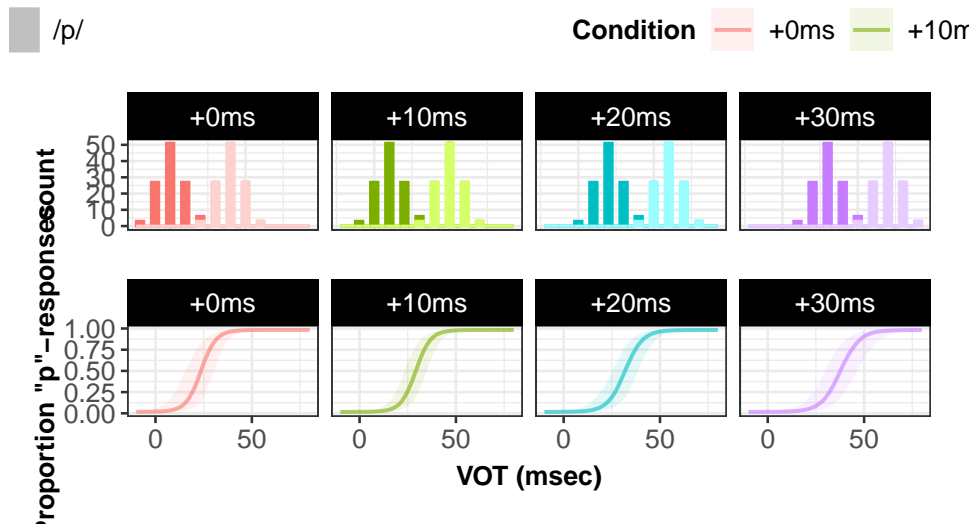 /p/
Condition +0ms +10m
+0ms +10ms +20ms +30ms
count
50
40
30
20
10
0
+0ms +10ms +20ms +30ms
Proportion "p"-responses
1.00
0.75
0.50
0.25
0.00
0 50 0 50 0 50 0 50
VOT (msec)